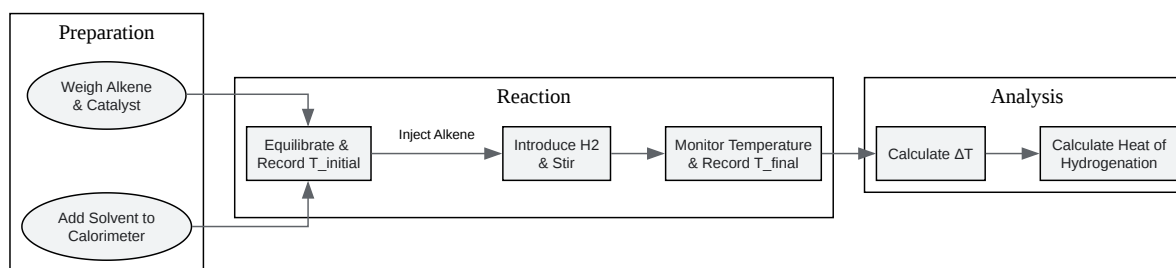 Preparation
Weigh Alkene
& Catalyst
Add Solvent to
Calorimeter
Reaction
Equilibrate &
Record T_initial
Inject Alkene
Introduce H2
& Stir
Monitor Temperature
& Record T_final
Analysis
Calculate ΔT
Calculate Heat of
Hydrogenation